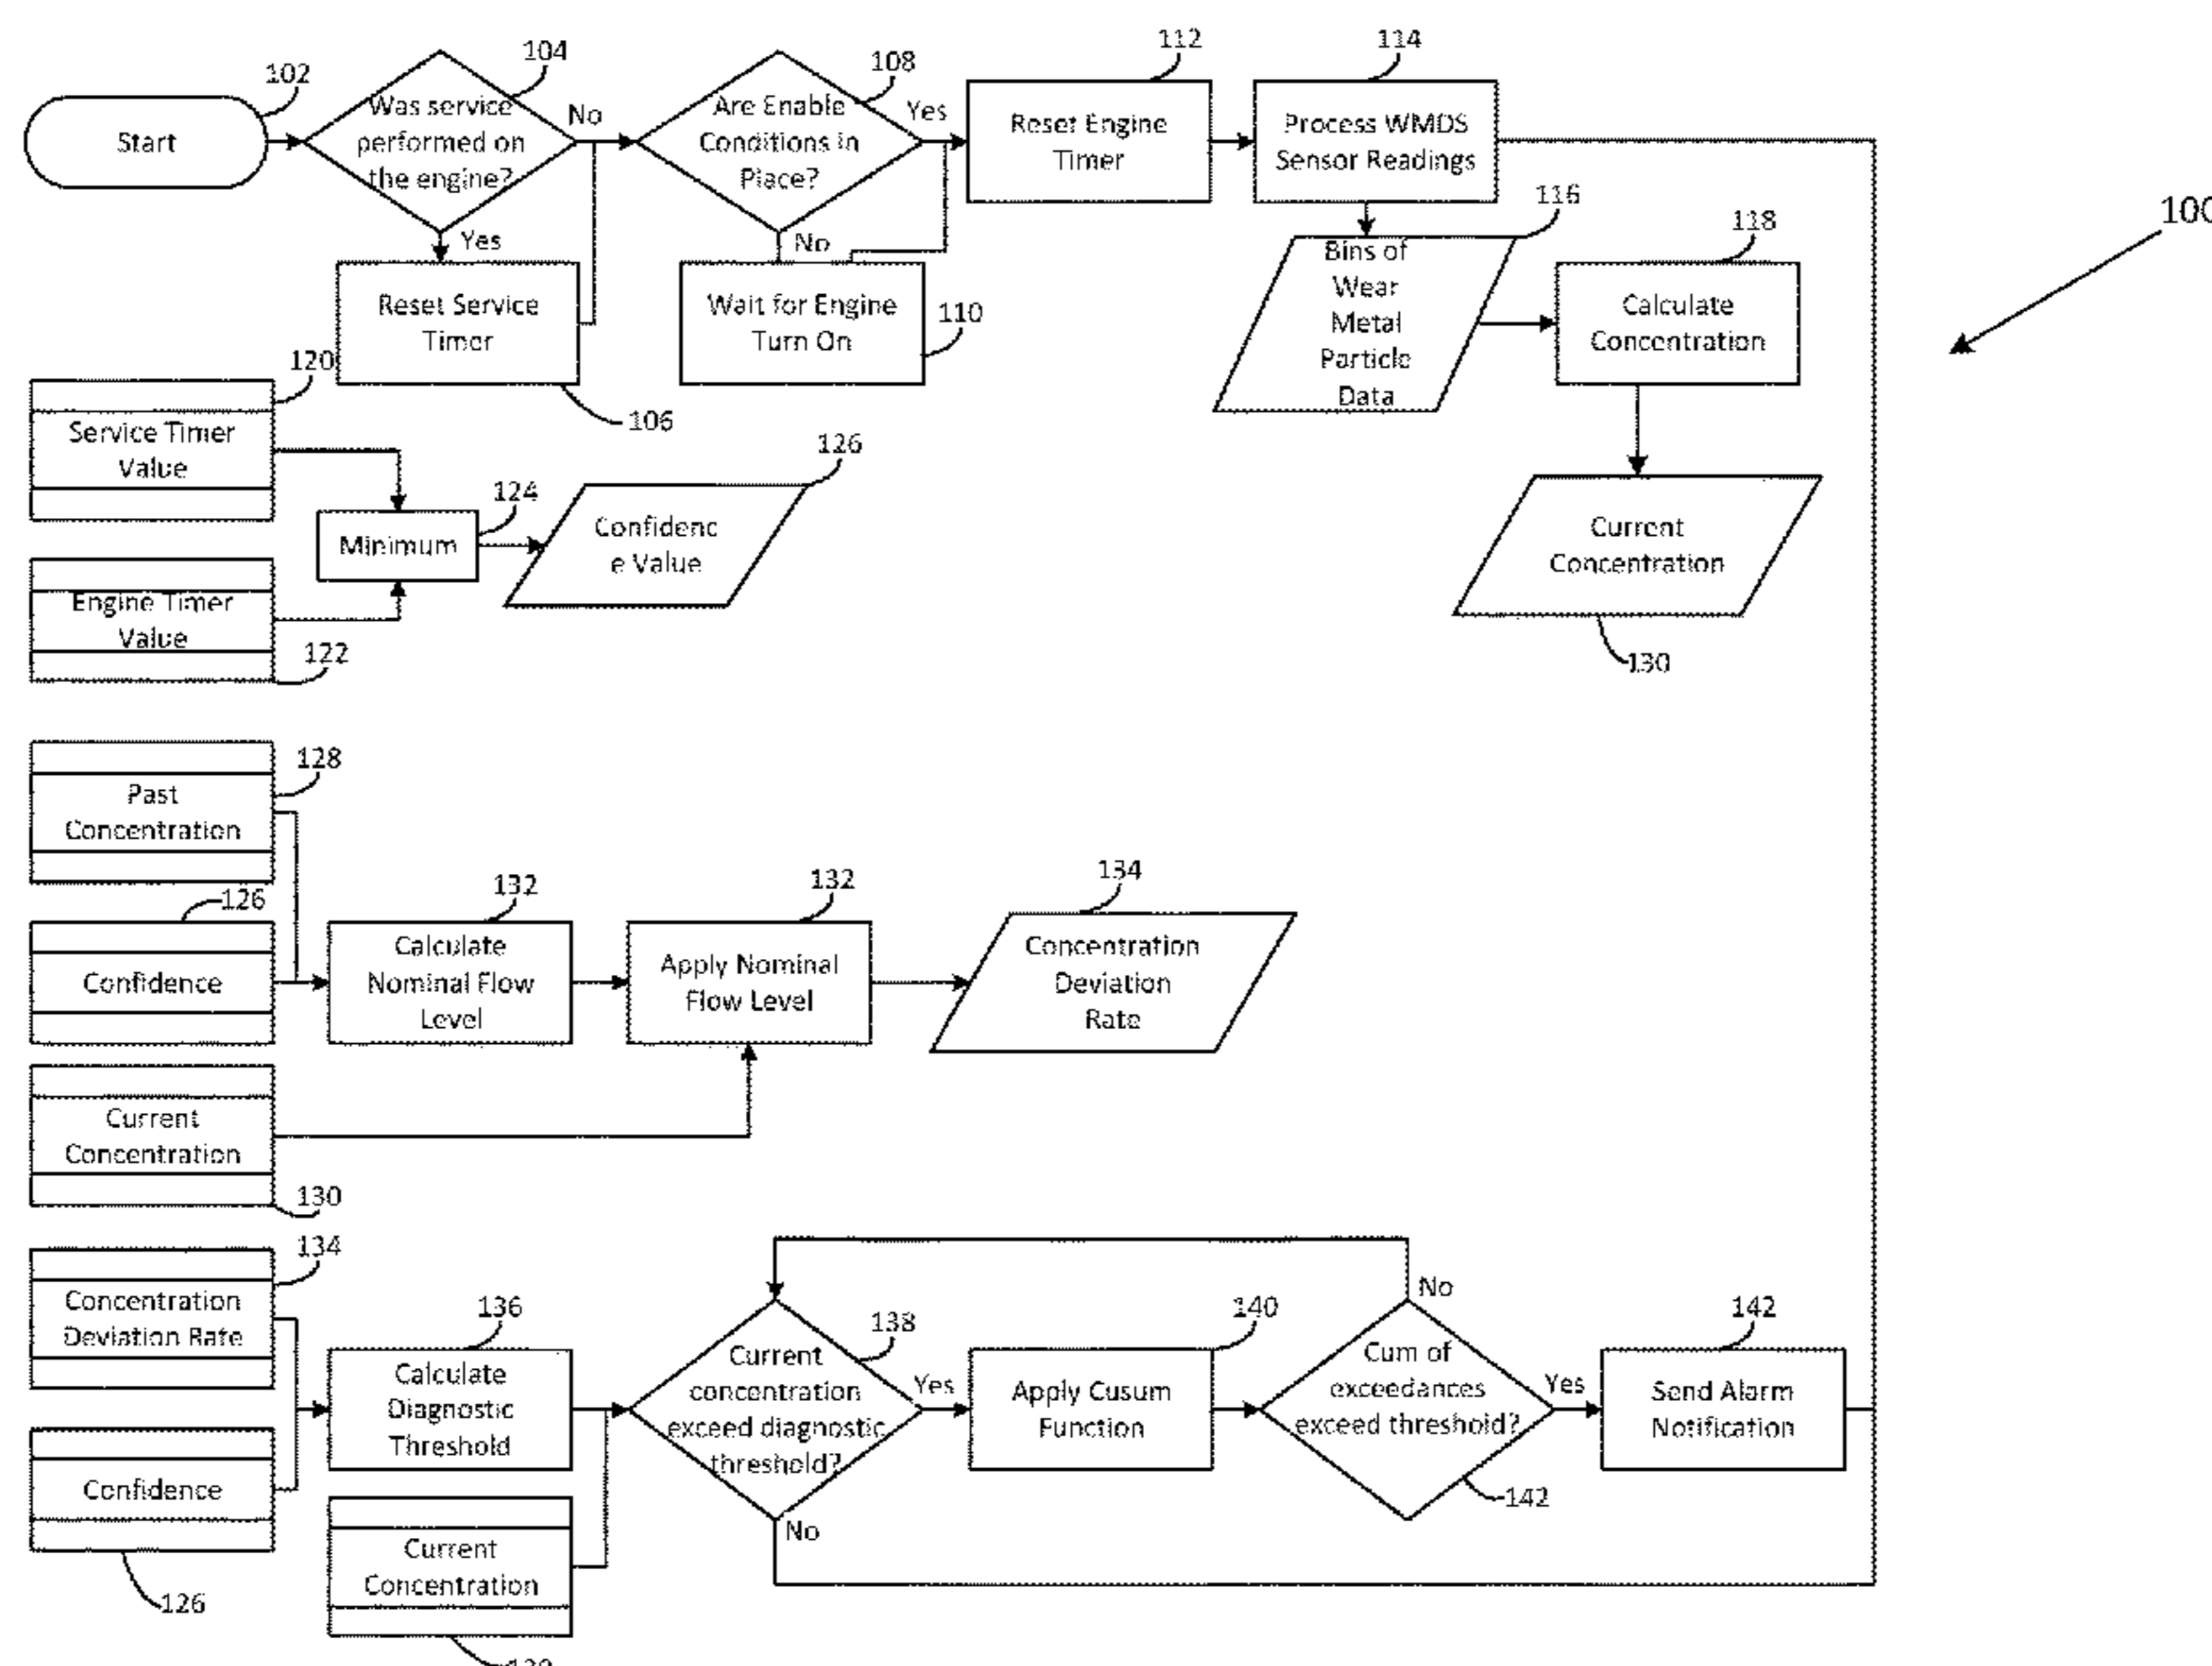 102
Start
104
Was service
performed on
the engine?
No
Yes
Reset Service
Timer
106
108
Are Enable
Conditions in
Place?
Yes
No
Wait for Engine
Turn On
110
112
Reset Engine
Timer
114
Process WMDS
Sensor Readings
116
Bins of
Wear
Metal
Particle
Data
118
Calculate
Concentration
Current
Concentration
130
100
120
Service Timer
Value
Engine Timer
Value
122
124
Minimum
126
Confidenc
e Value
128
Past
Concentration
126
Confidence
132
Calculate
Nominal Flow
Level
132
Apply Nominal
Flow Level
134
Concentration
Deviation
Rate
Current
Concentration
130
134
Concentration
Deviation Rate
Confidence
126
136
Calculate
Diagnostic
Threshold
Current
Concentration
138
Current
concentration
exceed diagnostic
threshold?
Yes
No
140
Apply Cusum
Function
No
Cum of
exceedances
exceed threshold?
142
Yes
142
Send Alarm
Notification